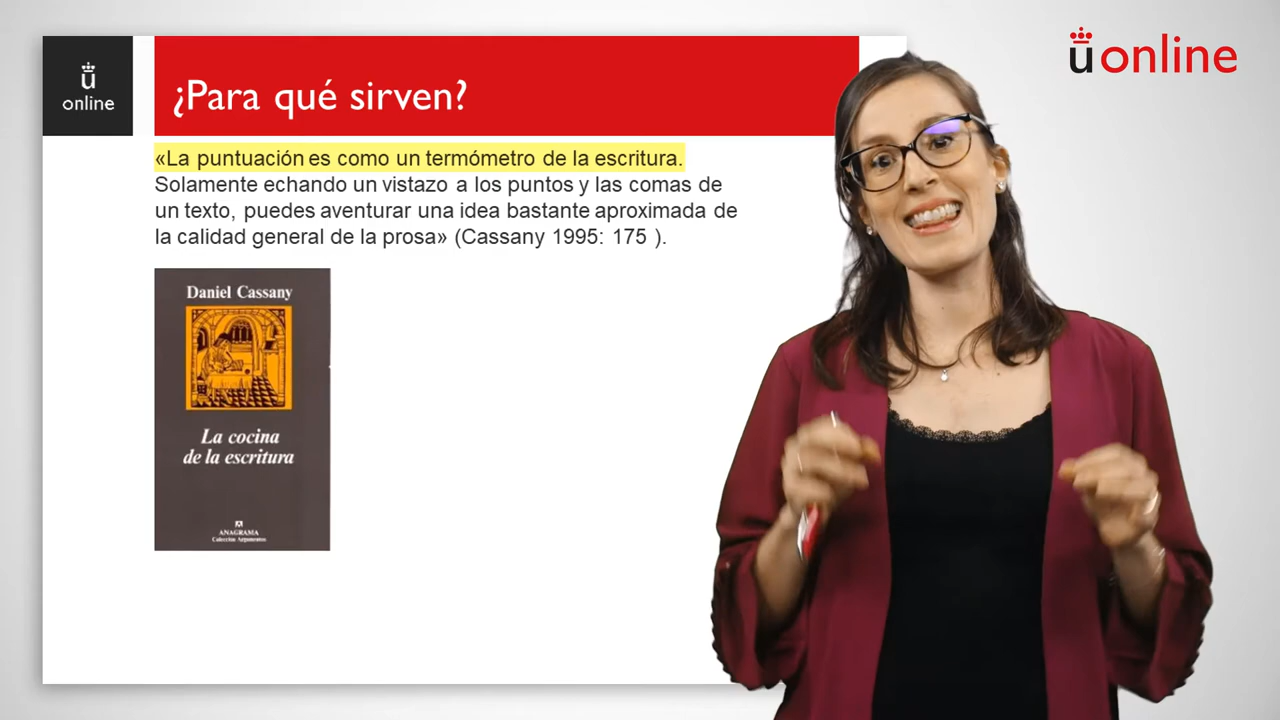 ü online
ü
online
¿Para qué sirven?
«La puntuación es como un termómetro de la escritura.
Solamente echando un vistazo a los puntos y las comas de
un texto, puedes aventurar una idea bastante aproximada de
la calidad general de la prosa» (Cassany 1995: 175 ).
Daniel Cassany
La cocina
de la escritura
ANAGRAMA
Colección Argumentos